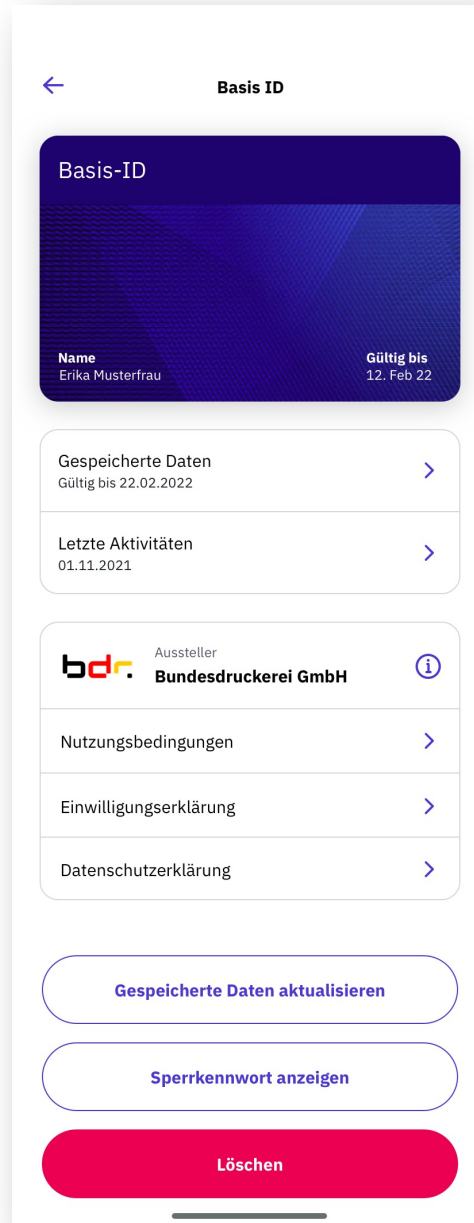 Basis ID
Basis-ID
Name
Erika Musterfrau
Gültig bis
12. Feb 22
Gespeicherte Daten
Gültig bis 22.02.2022
Letzte Aktivitäten
01.11.2021
bdr.
Aussteller
Bundesdruckerei GmbH
Nutzungsbedingungen
Einwilligungserklärung
Datenschutzerklärung
Gespeicherte Daten aktualisieren
Sperrkennwort anzeigen
Löschen